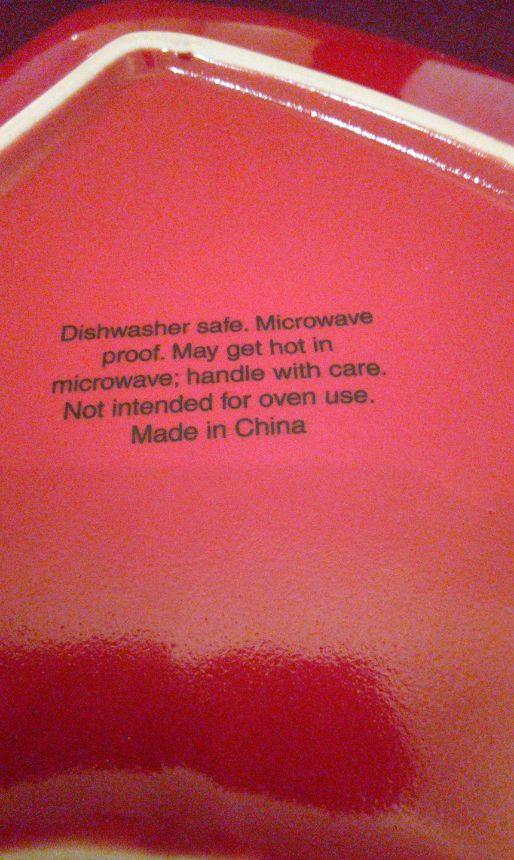 Dishwasher safe. Microwave
proof. May get hot in
microwave; handle with care.
Not intended for oven use.
Made in China